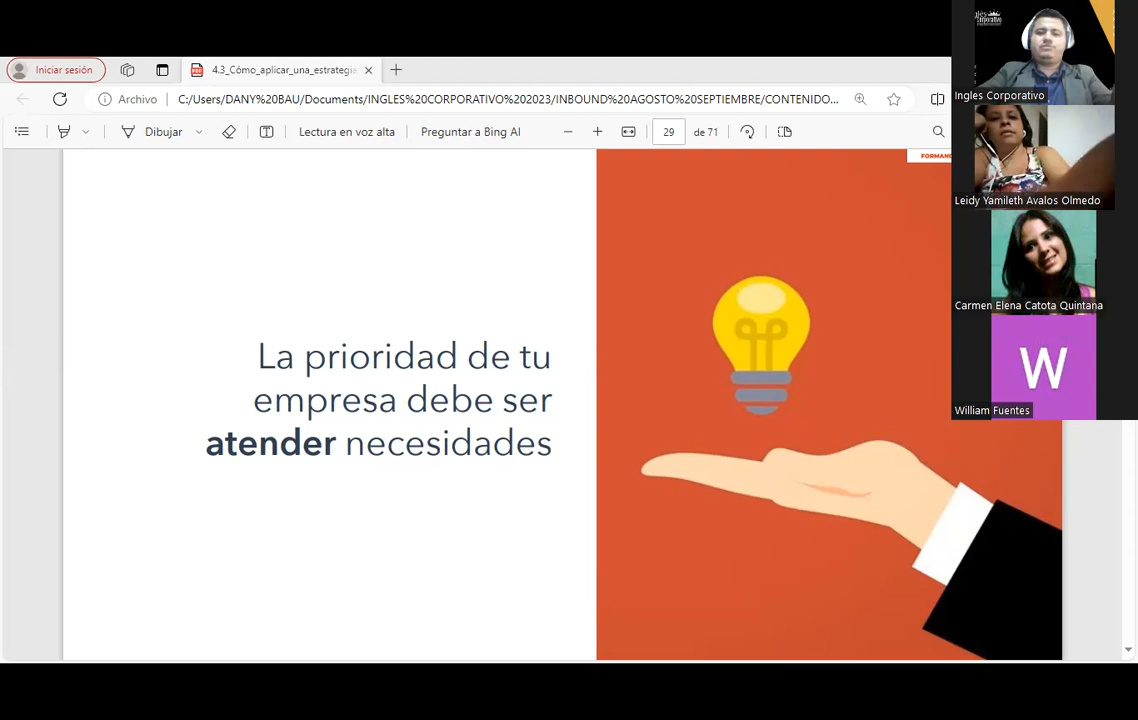 Iniciar sesión
4.3_Cómo_aplicar_una_estrategia
Archivo
C:/Users/DANY%20BAU/Documents/INGLES%20CORPORATIVO%202023/INBOUND%20AGOSTO%20SEPTIEMBRE/CONTENIDO...
Dibujar
Lectura en voz alta
Preguntar a Bing AI
29
de 71
FORMAND
La prioridad de tu
empresa debe ser
atender necesidades
Ingles Corporativo
Leidy Yamileth Avalos Olmedo
Carmen Elena Catota Quintana
W
William Fuentes